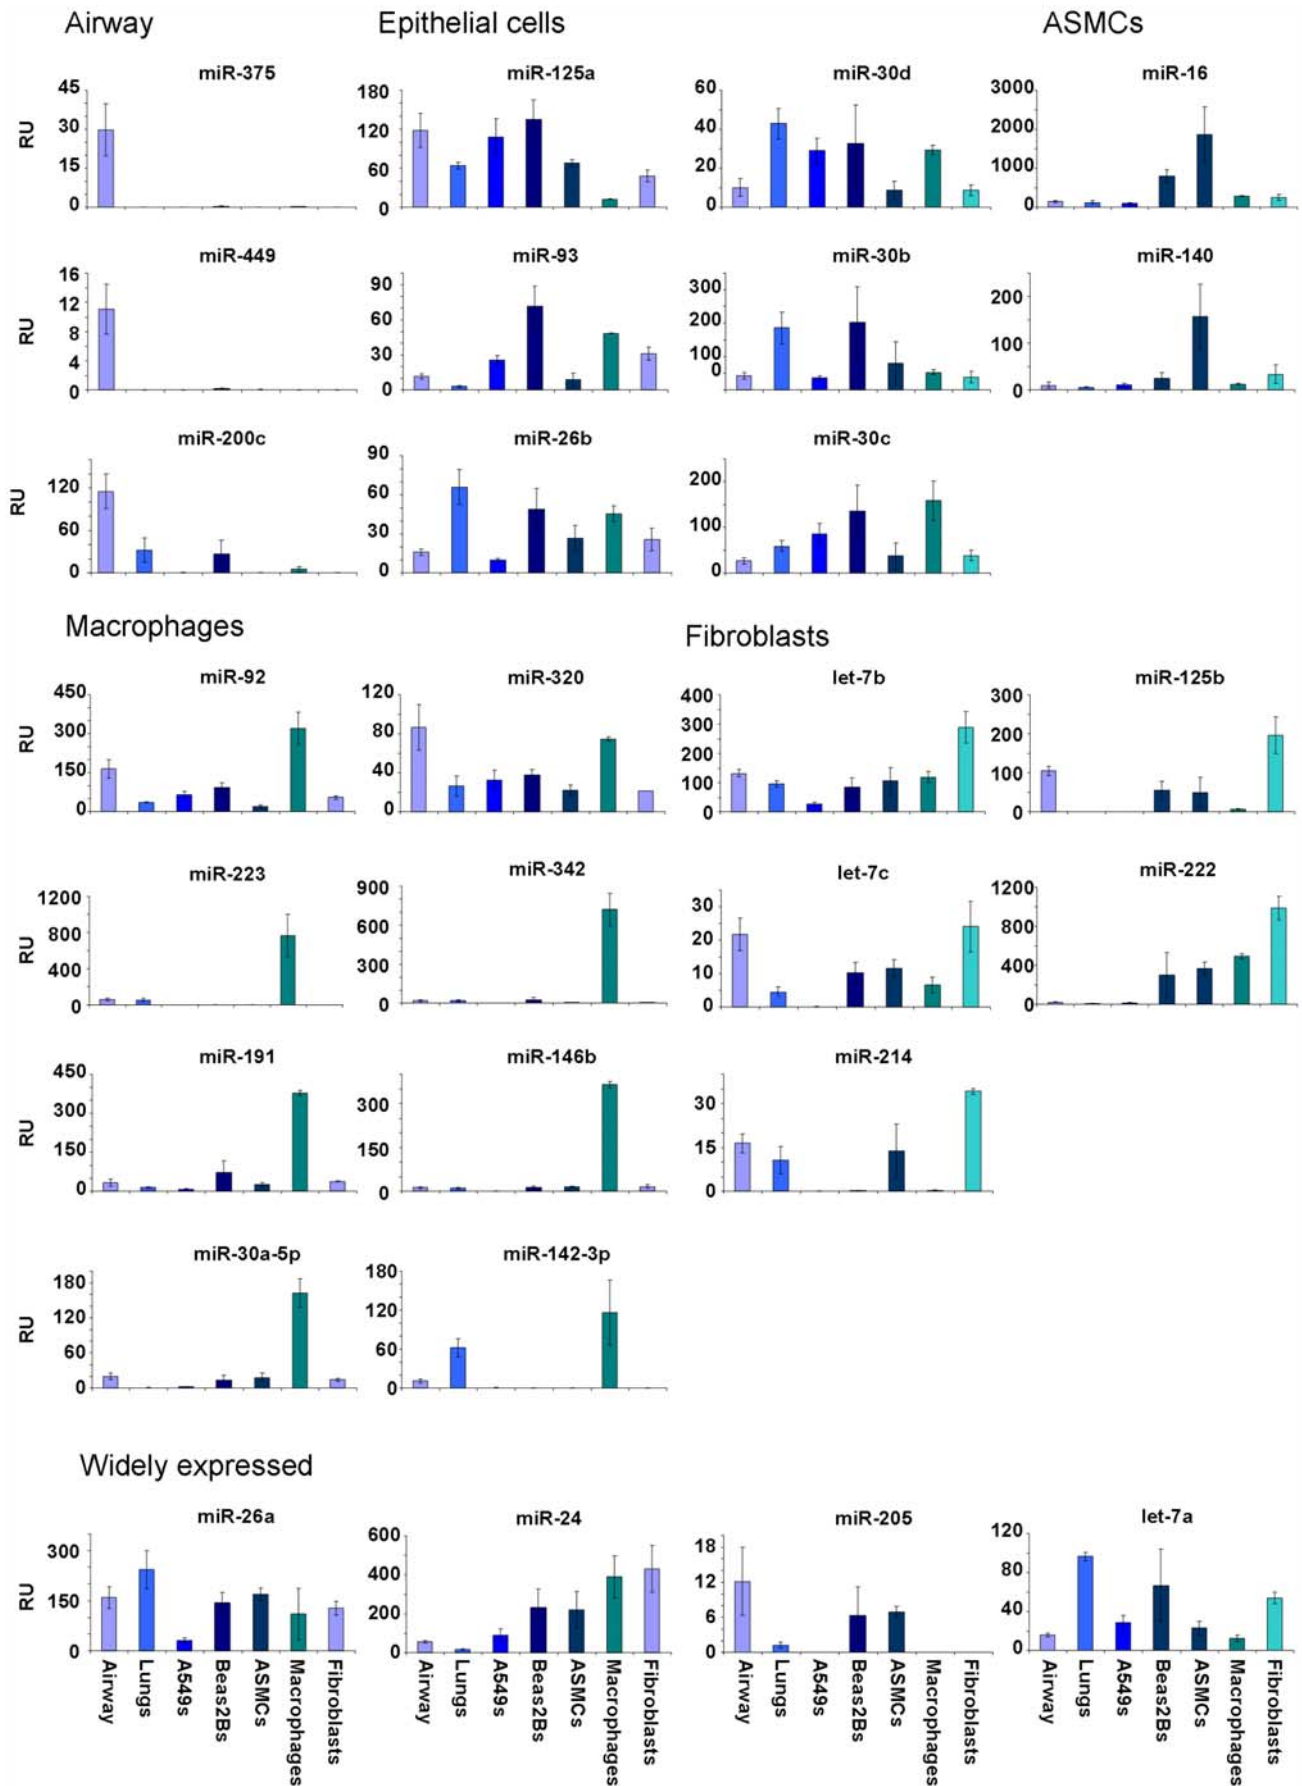 Airway Epithelial cells ASMCs
miR-375 miR-125a miR-30d miR-16
RU 45 30 15 0 180 120 60 0 60 40 20 0 3000 2000 1000 0
miR-449 miR-93 miR-30b miR-140
RU 16 12 8 4 0 90 60 30 0 300 200 100 0 200 100 0
miR-200c miR-26b miR-30c
RU 120 60 0 90 60 30 0 200 100 0
Macrophages Fibroblasts
miR-92 miR-320 let-7b miR-125b
RU 450 300 150 0 120 80 40 0 400 300 200 100 0 300 200 100 0
miR-223 miR-342 let-7c miR-222
RU 1200 800 400 0 900 600 300 0 30 20 10 0 1200 800 400 0
miR-191 miR-146b miR-214
RU 450 300 150 0 300 150 0 30 15 0
miR-30a-5p miR-142-3p
RU 180 120 60 0 180 120 60 0
Widely expressed
miR-26a miR-24 miR-205 let-7a
RU 300 150 0 600 400 200 0 18 12 6 0 120 80 40 0
Airway Lungs A549s Beas2Bs ASMCs Macrophages Fibroblasts Airway Lungs A549s Beas2Bs ASMCs Macrophages Fibroblasts Airway Lungs A549s Beas2Bs ASMCs Macrophages Fibroblasts Airway Lungs A549s Beas2Bs ASMCs Macrophages Fibroblasts